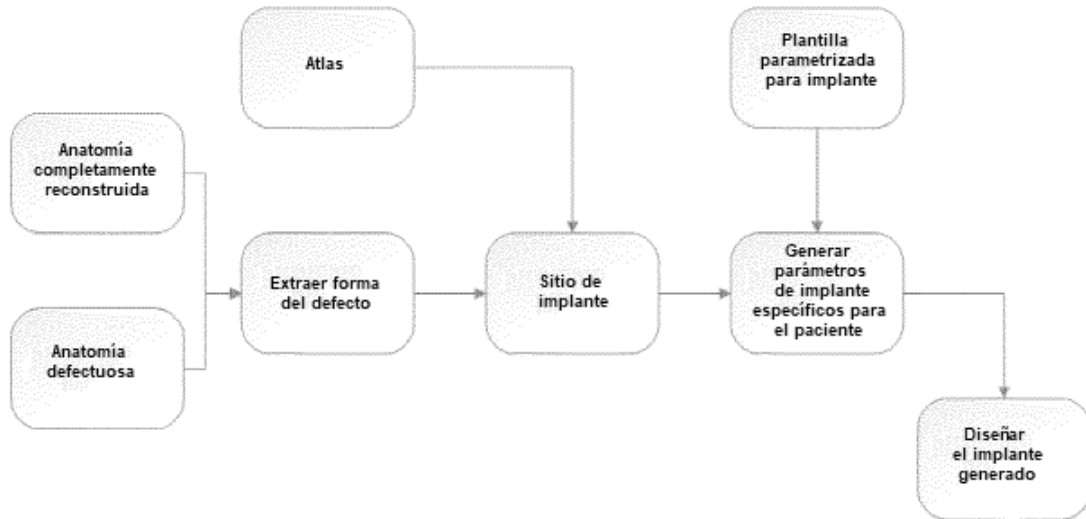 Atlas
Plantilla
parametrizada
para implante
Anatomía
completamente
reconstruida
Extraer forma
del defecto
Sitio de
implante
Generar
parámetros
de implante
específicos para
el paciente
Anatomía
defectuosa
Diseñar
el implante
generado